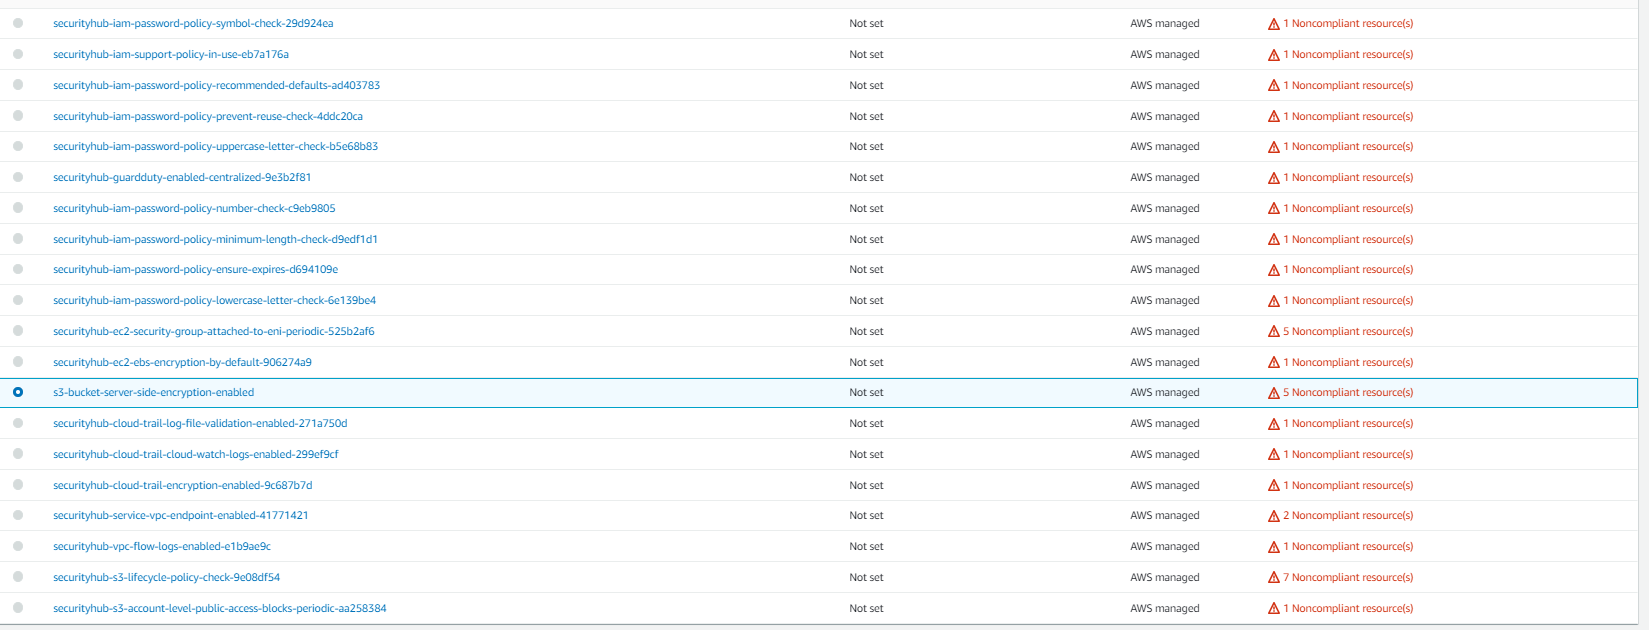 securityhub-iam-password-policy-symbol-check-29d924ea Not set AWS managed 1 Noncompliant resource(s)
securityhub-iam-support-policy-in-use-eb7a176a Not set AWS managed 1 Noncompliant resource(s)
securityhub-iam-password-policy-recommended-defaults-ad403783 Not set AWS managed 1 Noncompliant resource(s)
securityhub-iam-password-policy-prevent-reuse-check-4ddc20ca Not set AWS managed 1 Noncompliant resource(s)
securityhub-iam-password-policy-uppercase-letter-check-b5e68b83 Not set AWS managed 1 Noncompliant resource(s)
securityhub-guardduty-enabled-centralized-9e3b2f81 Not set AWS managed 1 Noncompliant resource(s)
securityhub-iam-password-policy-number-check-c9eb9805 Not set AWS managed 1 Noncompliant resource(s)
securityhub-iam-password-policy-minimum-length-check-d9edf1d1 Not set AWS managed 1 Noncompliant resource(s)
securityhub-iam-password-policy-ensure-expires-d694109e Not set AWS managed 1 Noncompliant resource(s)
securityhub-iam-password-policy-lowercase-letter-check-6e139be4 Not set AWS managed 1 Noncompliant resource(s)
securityhub-ec2-security-group-attached-to-eni-periodic-525b2af6 Not set AWS managed 5 Noncompliant resource(s)
securityhub-ec2-ebs-encryption-by-default-906274a9 Not set AWS managed 1 Noncompliant resource(s)
s3-bucket-server-side-encryption-enabled Not set AWS managed 5 Noncompliant resource(s)
securityhub-cloud-trail-log-file-validation-enabled-271a750d Not set AWS managed 1 Noncompliant resource(s)
securityhub-cloud-trail-cloud-watch-logs-enabled-299ef9cf Not set AWS managed 1 Noncompliant resource(s)
securityhub-cloud-trail-encryption-enabled-9c687b7d Not set AWS managed 1 Noncompliant resource(s)
securityhub-service-vpc-endpoint-enabled-41771421 Not set AWS managed 2 Noncompliant resource(s)
securityhub-vpc-flow-logs-enabled-e1b9ae9c Not set AWS managed 1 Noncompliant resource(s)
securityhub-s3-lifecycle-policy-check-9e08df54 Not set AWS managed 7 Noncompliant resource(s)
securityhub-s3-account-level-public-access-blocks-periodic-aa258384 Not set AWS managed 1 Noncompliant resource(s)